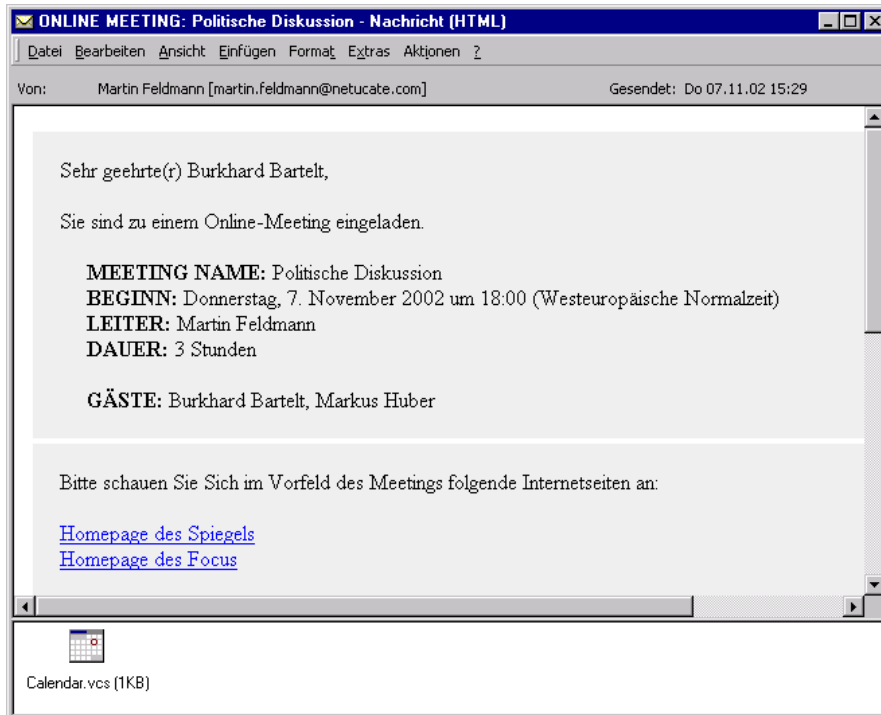 ONLINE MEETING: Politische Diskussion - Nachricht (HTML)
Datei Bearbeiten Ansicht Einfügen Format Extras Aktionen ?
Von: Martin Feldmann [martin.feldmann@netucate.com] Gesendet: Do 07.11.02 15:29
Sehr geehrte(r) Burkhard Bartelt,
Sie sind zu einem Online-Meeting eingeladen.
MEETING NAME: Politische Diskussion
BEGINN: Donnerstag, 7. November 2002 um 18:00 (Westeuropäische Normalzeit)
LEITER: Martin Feldmann
DAUER: 3 Stunden
GÄSTE: Burkhard Bartelt, Markus Huber
Bitte schauen Sie Sich im Vorfeld des Meetings folgende Internetseiten an:
Homepage des Spiegels
Homepage des Focus
Calendar.vcs (1KB)